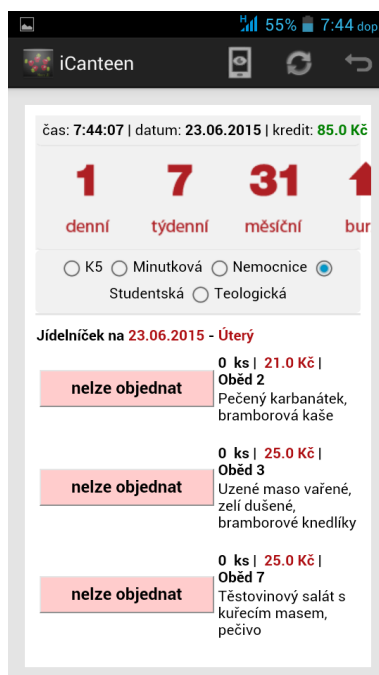 H 55% 7:44 dop
iCanteen
čas: 7:44:07 | datum: 23.06.2015 | kredit: 85.0 Kč
1 7 31
denní týdenní měsíční bur
K5 Minutková Nemocnice
Studentská Teologická
Jídelníček na 23.06.2015 - Úterý
0 ks | 21.0 Kč |
Oběd 2
nelze objednat
Pečený karbanátek,
bramborová kaše
0 ks | 25.0 Kč |
Oběd 3
nelze objednat
Uzené maso vařené,
zelí dušené,
bramborové knedlíky
0 ks | 25.0 Kč |
Oběd 7
nelze objednat
Těstovinový salát s
kuřecím masem,
pečivo